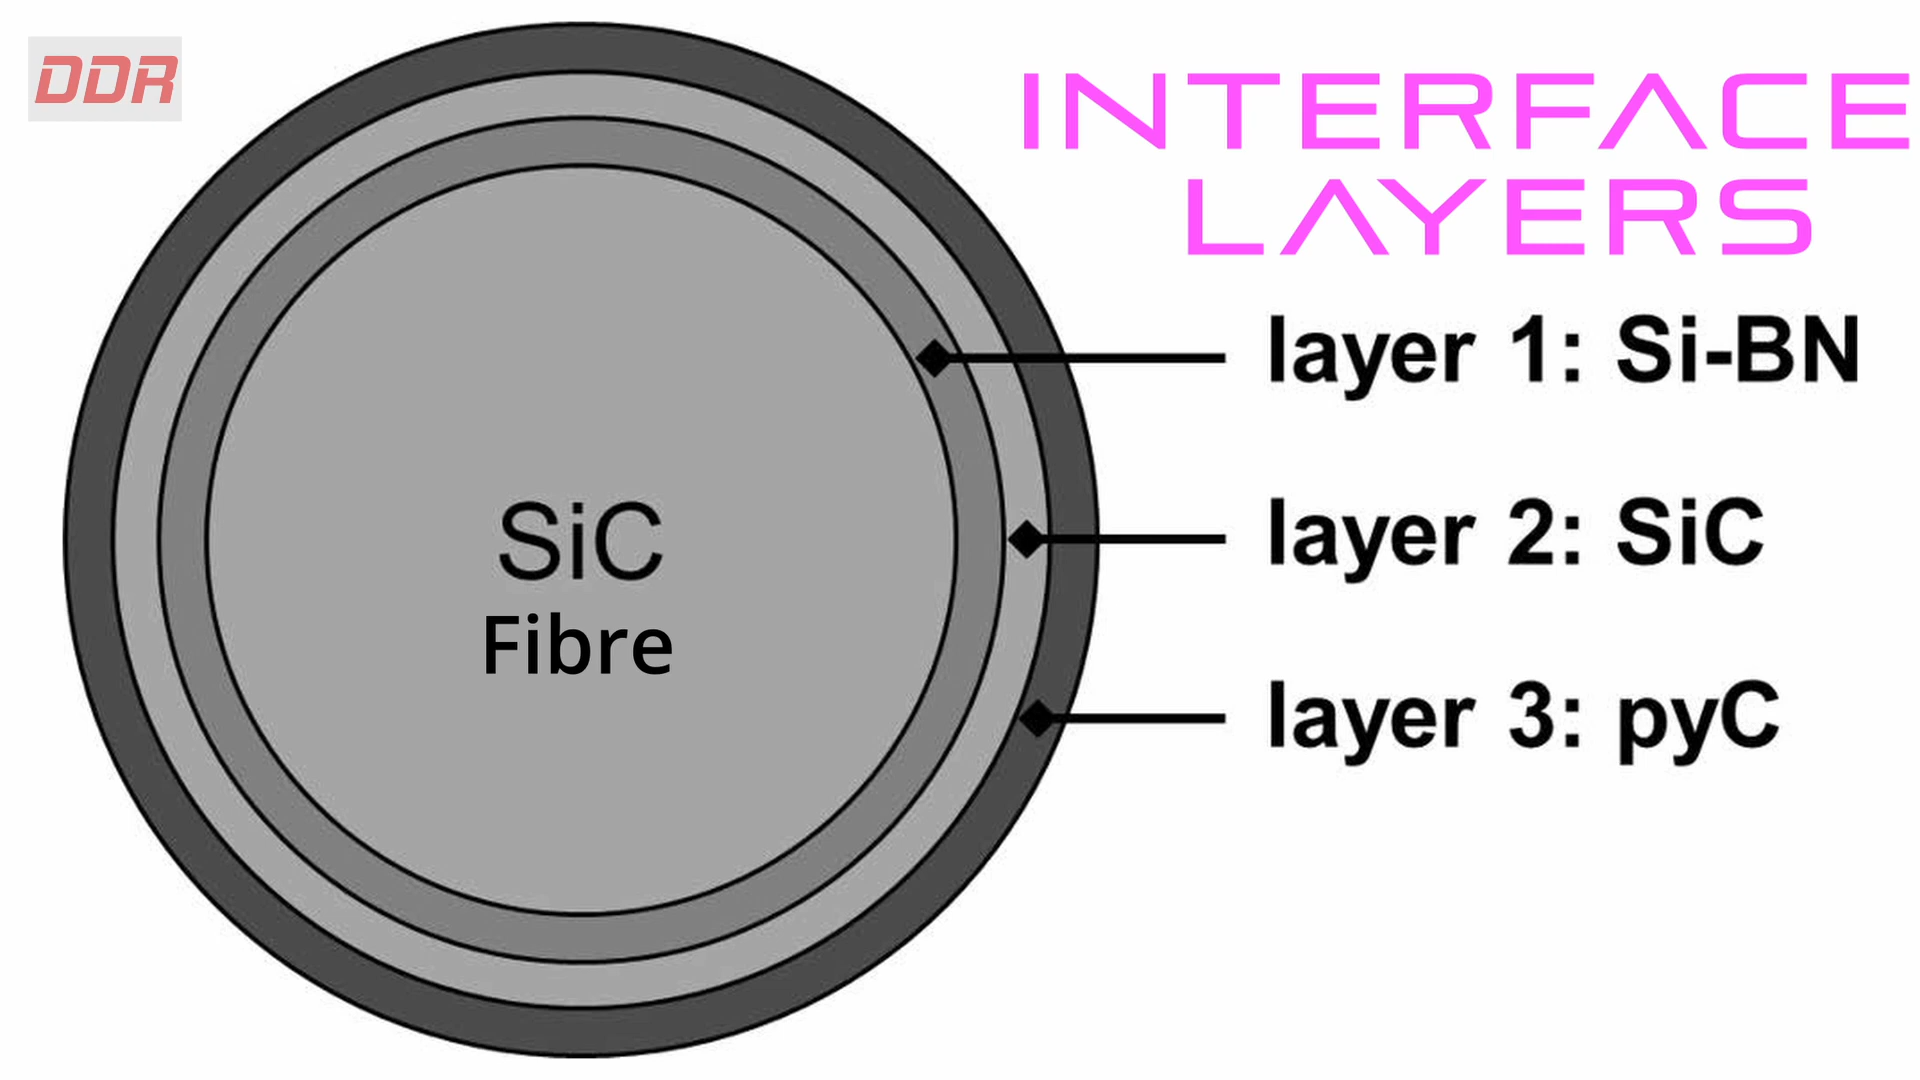 DDR
INTERFACE
LAYERS
layer 1: Si-BN
layer 2: SiC
layer 3: pyC
SiC
Fibre